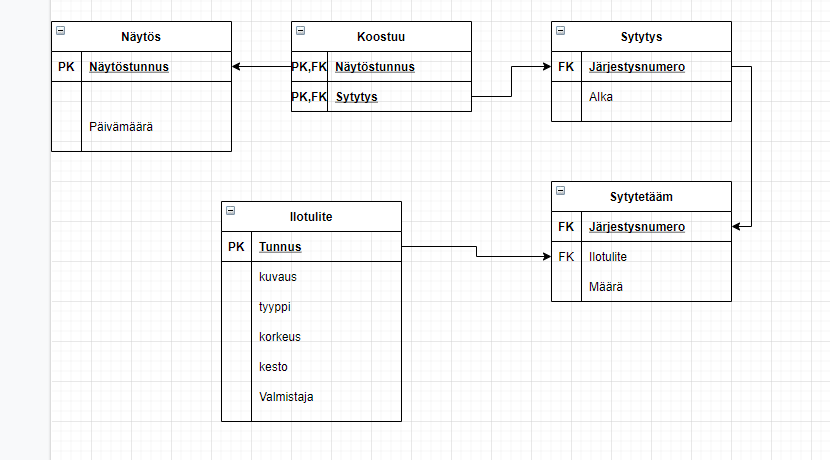 Näytös
PK Näytöstunnus
Päivämäärä
Koostuu
PK,FK Näytöstunnus
PK,FK Sytytys
Sytytys
FK Järjestysnumero
Aika
Ilotulite
PK Tunnus
kuvaus
tyyppi
korkeus
kesto
Valmistaja
Sytytetääm
FK Järjestysnumero
FK Ilotulite
Määrä